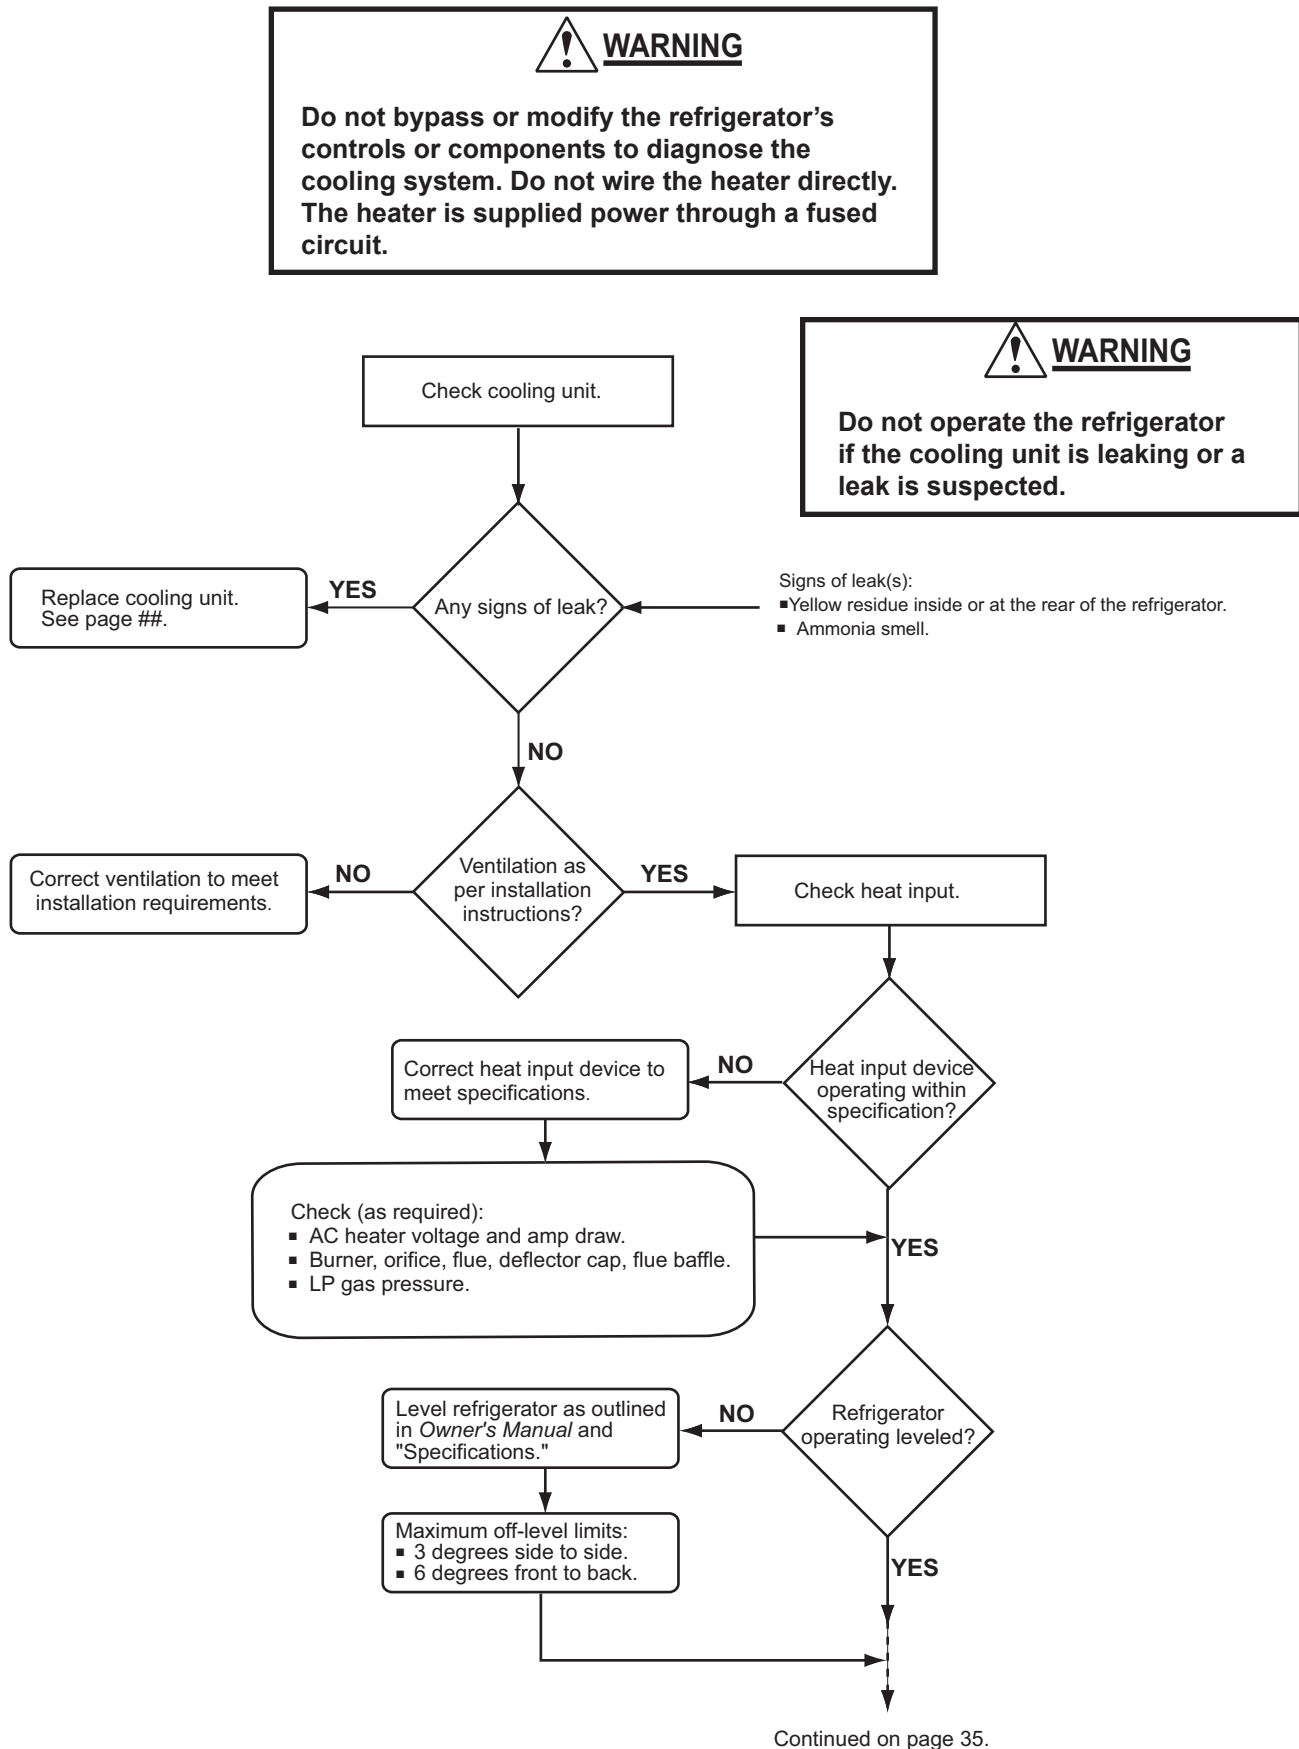 WARNING
Do not bypass or modify the refrigerator’s
controls or components to diagnose the
cooling system. Do not wire the heater directly.
The heater is supplied power through a fused
circuit.
WARNING
Do not operate the refrigerator
if the cooling unit is leaking or a
leak is suspected.
Check cooling unit.
Any signs of leak?
YES
Replace cooling unit.
See page ##.
Signs of leak(s):
▪Yellow residue inside or at the rear of the refrigerator.
▪ Ammonia smell.
NO
Ventilation as
per installation
instructions?
NO
Correct ventilation to meet
installation requirements.
YES
Check heat input.
Heat input device
operating within
specification?
NO
Correct heat input device to
meet specifications.
Check (as required):
▪ AC heater voltage and amp draw.
▪ Burner, orifice, flue, deflector cap, flue baffle.
▪ LP gas pressure.
YES
Refrigerator
operating leveled?
NO
Level refrigerator as outlined
in Owner's Manual and
"Specifications."
Maximum off-level limits:
▪ 3 degrees side to side.
▪ 6 degrees front to back.
YES
Continued on page 35.